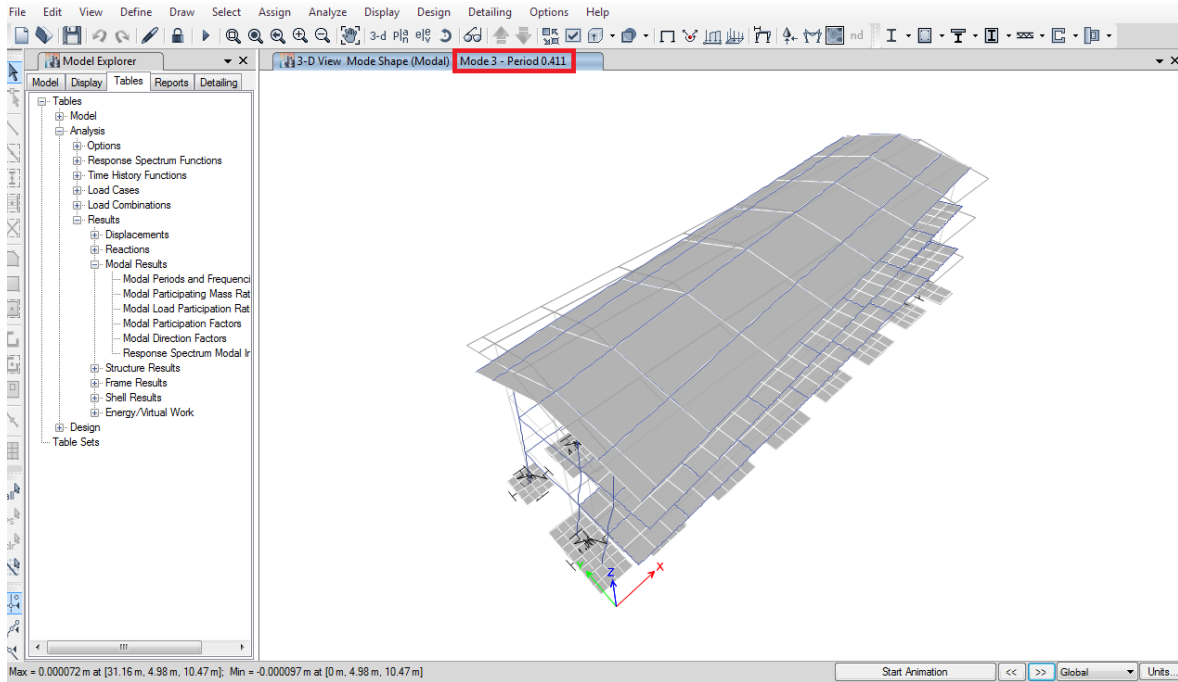 File Edit View Define Draw Select Assign Analyze Display Design Detailing Options Help
3-d nd
Model Explorer
3-D View Mode Shape (Modal) Mode 3 - Period 0.411
Model Display Tables Reports Detailing
Tables
Model
Analysis
Options
Response Spectrum Functions
Time History Functions
Load Cases
Load Combinations
Results
Displacements
Reactions
Modal Results
Modal Periods and Frequenci
Modal Participating Mass Rat
Modal Load Participation Rat
Modal Participation Factors
Modal Direction Factors
Response Spectrum Modal Ir
Structure Results
Frame Results
Shell Results
Energy/Virtual Work
Design
Table Sets
Z
X
Max = 0.000072 m at [31.16 m, 4.98 m, 10.47 m]; Min = -0.000097 m at [0 m, 4.98 m, 10.47 m]
Start Animation << >> Global Units...